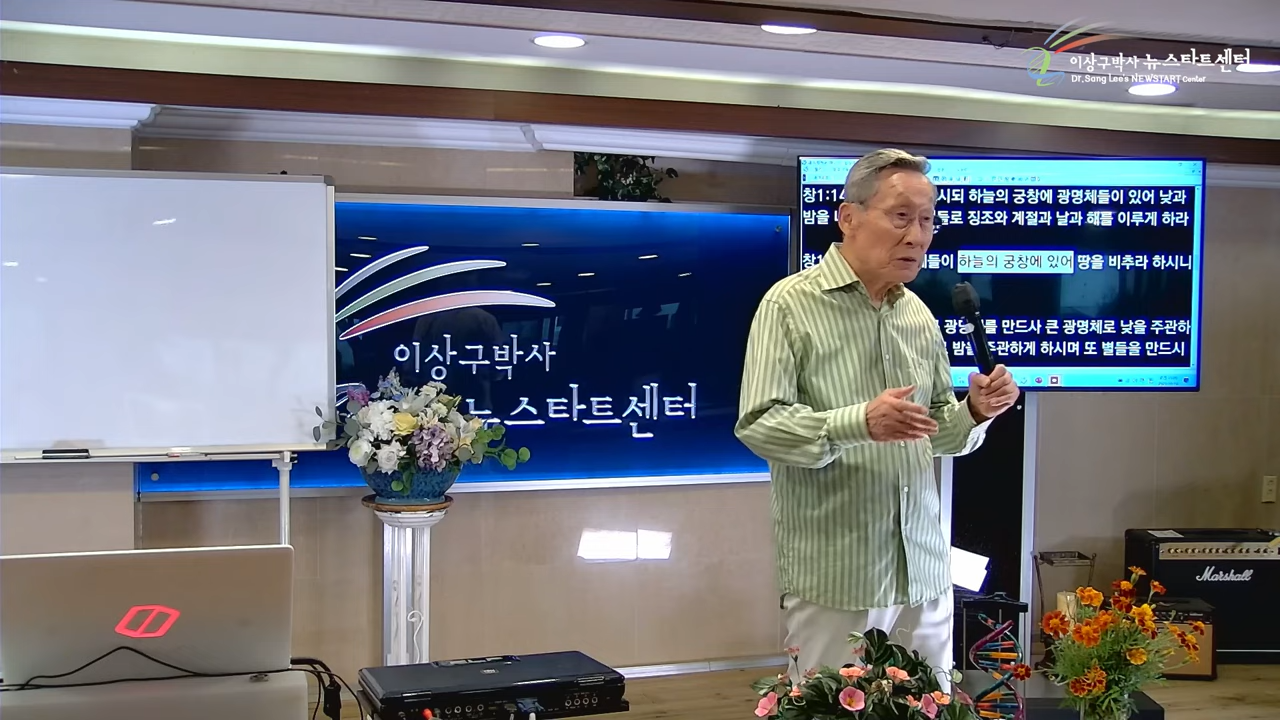 이상구박사 뉴스타트센터
Dr. Sang Lee's NEWSTART Center
창1:14
시되 하늘의 궁창에 광명체들이 있어 낮과
밤을
들로 징조와 계절과 날과 해를 이루게 하라
하늘의 궁창에 있어 땅을 비추라 하시니
광명체를 만드사 큰 광명체로 낮을 주관하
밤을 주관하게 하시며 또 별들을 만드시
이상구박사
뉴스타트센터
Marshall